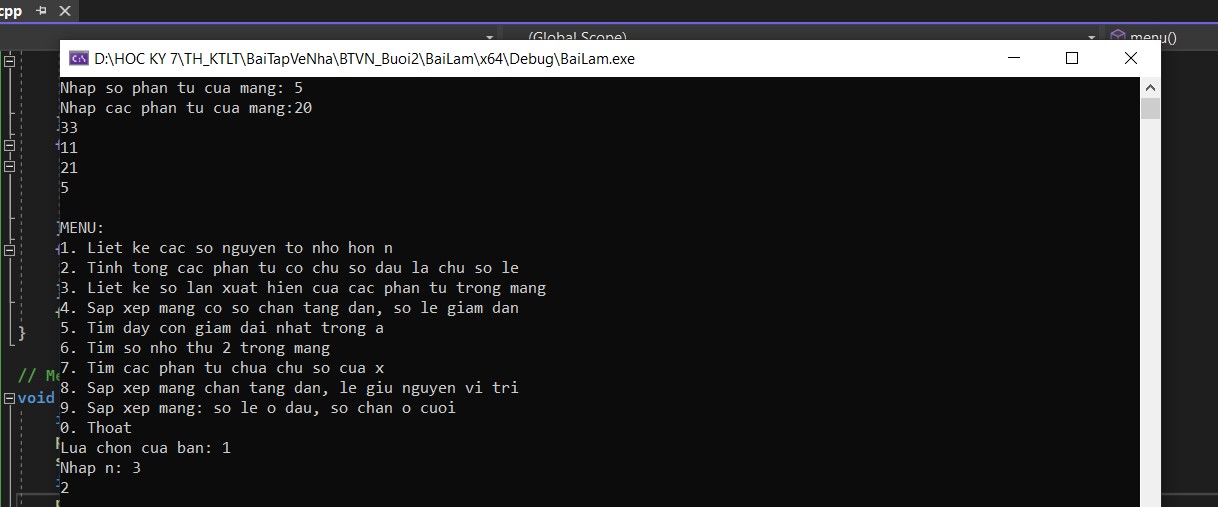 cpp
(Global Scope)
menu()
D:\HOC KY 7\TH_KTLT\BaiTapVeNha\BTVN_Buoi2\BaiLam\x64\Debug\BaiLam.exe
Nhap so phan tu cua mang: 5
Nhap cac phan tu cua mang:20
33
11
21
5
MENU:
1. Liet ke cac so nguyen to nho hon n
2. Tinh tong cac phan tu co chu so dau la chu so le
3. Liet ke so lan xuat hien cua cac phan tu trong mang
4. Sap xep mang co so chan tang dan, so le giam dan
5. Tim day con giam dai nhat trong a
6. Tim so nho thu 2 trong mang
}
7. Tim cac phan tu chua chu so cua x
// M
8. Sap xep mang chan tang dan, le giu nguyen vi tri
void
9. Sap xep mang: so le o dau, so chan o cuoi
0. Thoat
Lua chon cua ban: 1
Nhap n: 3
2